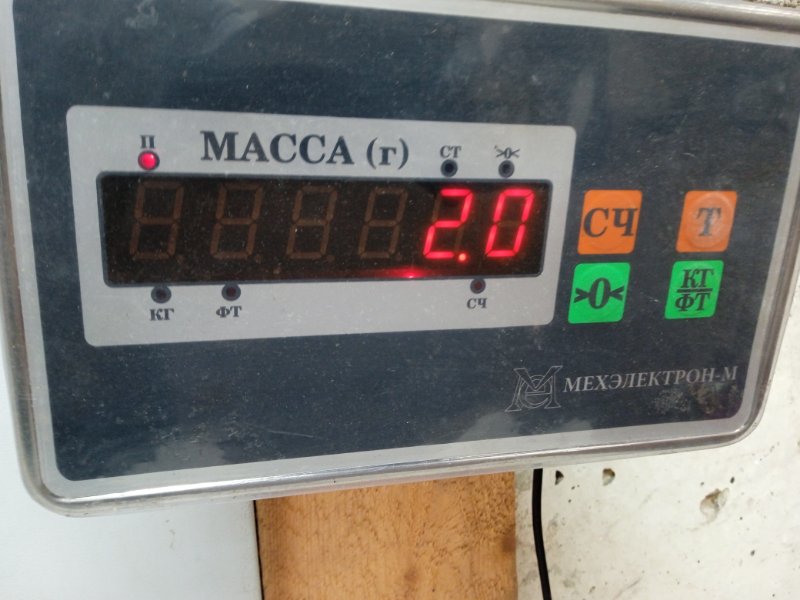 П
МАССА (г)
СТ
>0<
2.0
КГ
ФТ
СЧ
СЧ
Т
>0<
КГ
ФТ
МЕХЭЛЕКТРОН-М